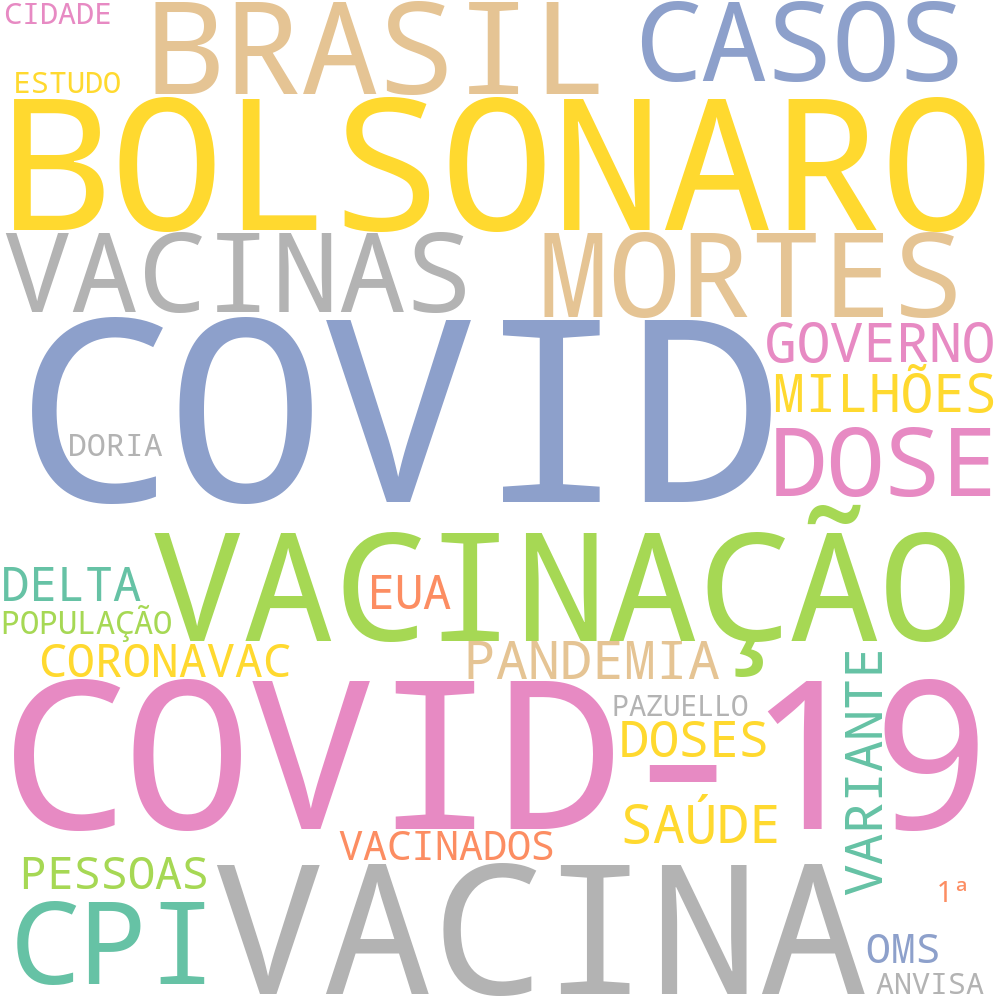 CIDADE
BRASIL
CASOS
ESTUDO
BOLSONARO
VACINAS
MORTES
COVID
GOVERNO
MILHÕES
DORIA
DOSE
VACINAÇÃO
DELTA
EUA
POPULAÇÃO
CORONAVAC
PANDEMIA
VARIANTE
COVID-19
PAZUELLO
DOSES
SAÚDE
VACINADOS
PESSOAS
VACINA
1ª
CPI
OMS
ANVISA